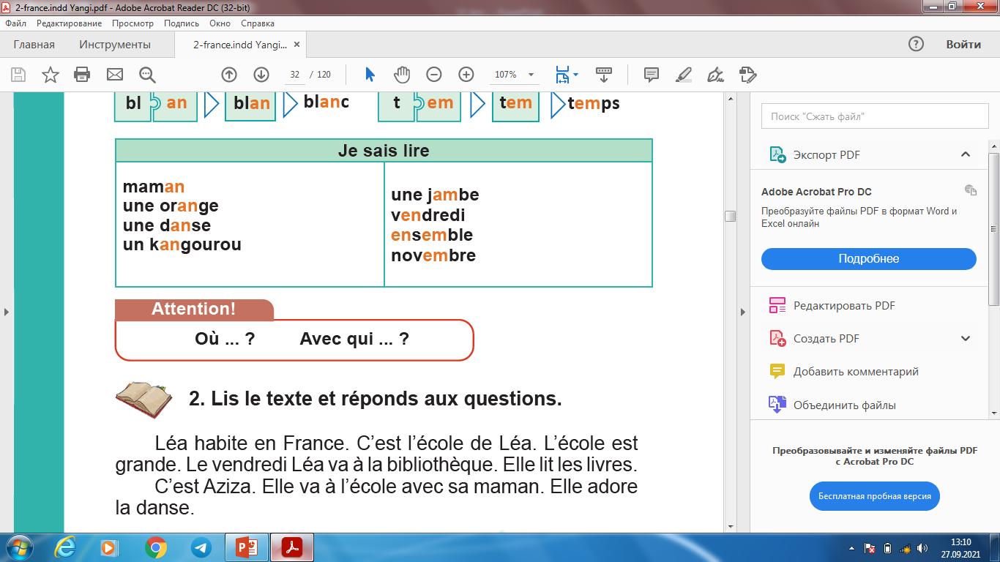 2-france.indd Yangi.pdf - Adobe Acrobat Reader DC (32-bit)
Файл Редактирование Просмотр Подпись Окно Справка
Главная Инструменты 2-france.indd Yangi... × Войти
32 / 120 107%
bl an blan blanc t em tem temps
Je sais lire
maman
une orange
une danse
un kangourou
une jambe
vendredi
ensemble
novembre
Attention!
Où ... ? Avec qui ... ?
2. Lis le texte et réponds aux questions.
Léa habite en France. C’est l’école de Léa. L’école est
grande. Le vendredi Léa va à la bibliothèque. Elle lit les livres.
C’est Aziza. Elle va à l’école avec sa maman. Elle adore
la danse.
Поиск "Сжать файл"
Экспорт PDF
Adobe Acrobat Pro DC
Преобразуйте файлы PDF в формат Word и
Excel онлайн
Подробнее
Редактировать PDF
Создать PDF
Добавить комментарий
Объединить файлы
Преобразовывайте и изменяйте файлы PDF
с Acrobat Pro DC
Бесплатная пробная версия
13:10
27.09.2021